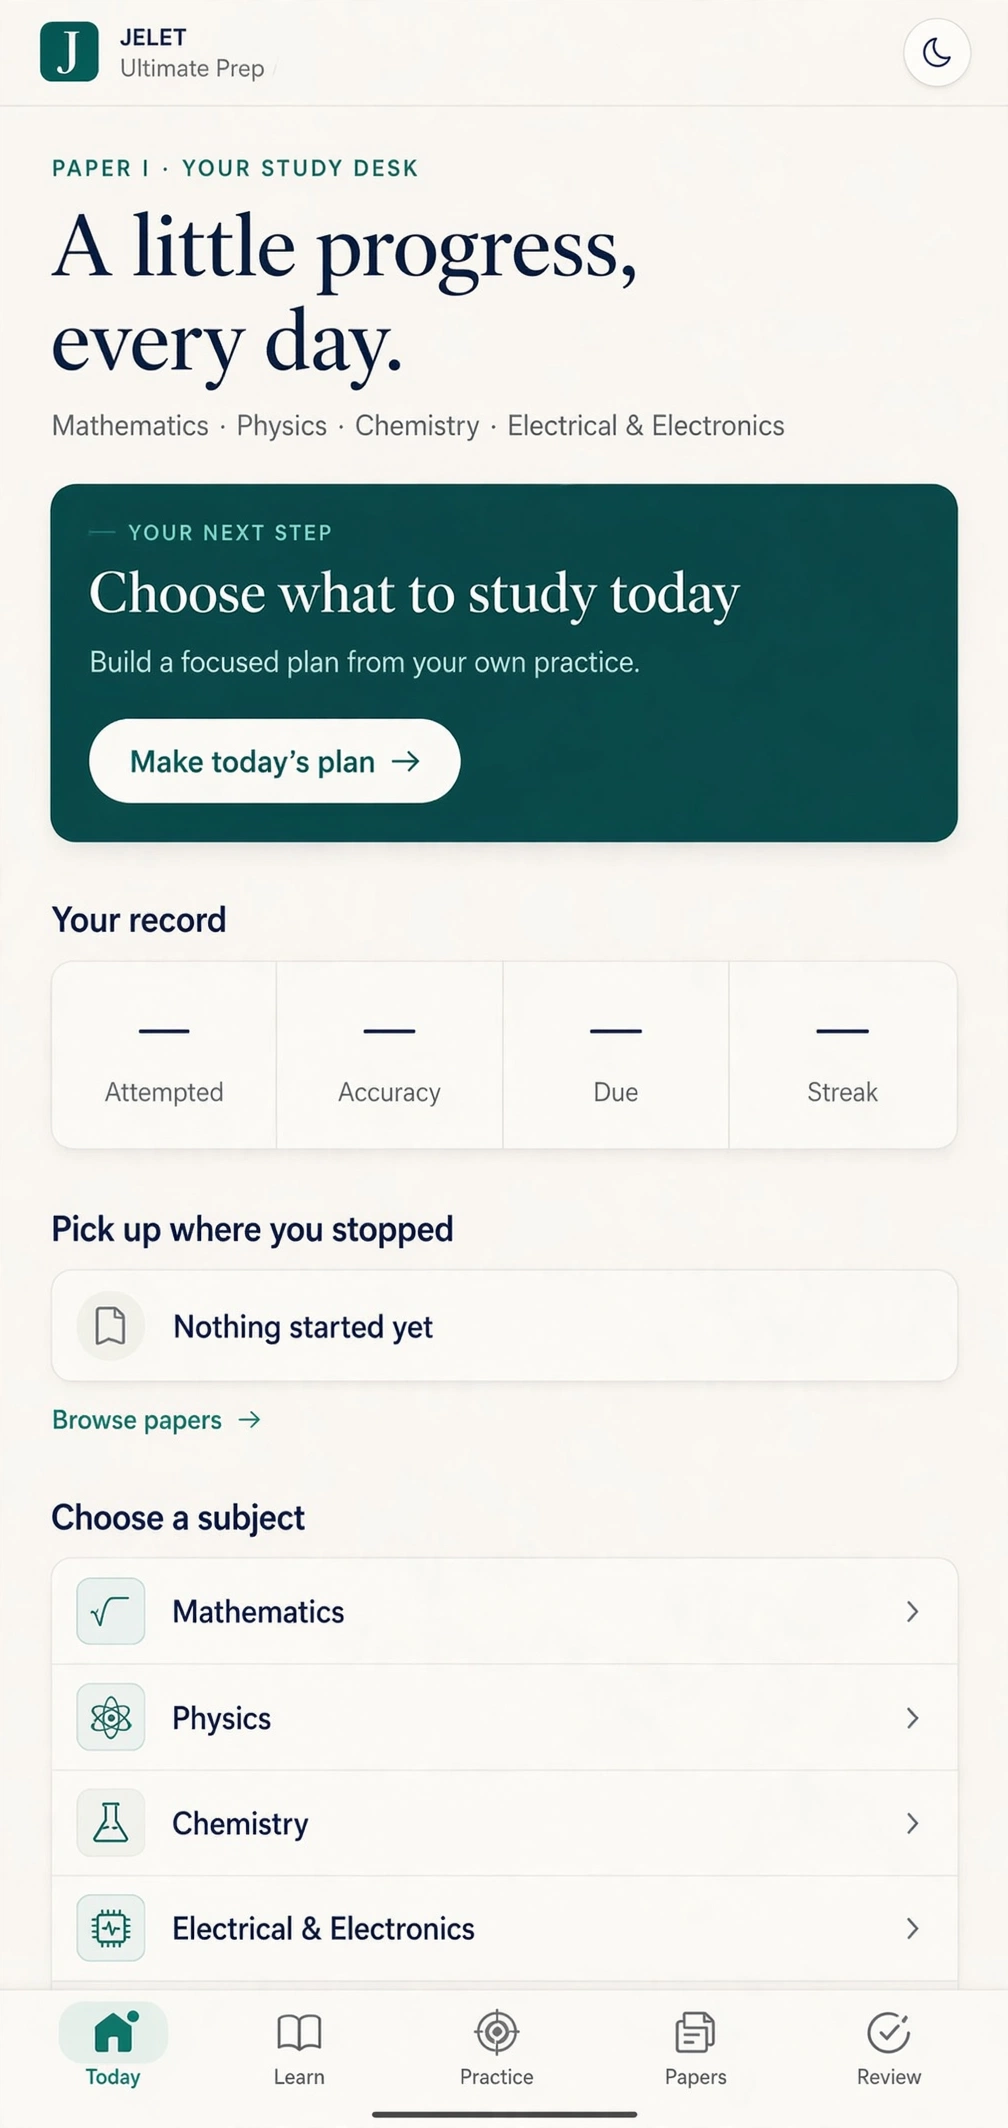 J
JELET
Ultimate Prep
PAPER I · YOUR STUDY DESK
A little progress,
every day.
Mathematics · Physics · Chemistry · Electrical & Electronics
YOUR NEXT STEP
Choose what to study today
Build a focused plan from your own practice.
Make today’s plan →
Your record
— — — —
Attempted Accuracy Due Streak
Pick up where you stopped
Nothing started yet
Browse papers →
Choose a subject
Mathematics
Physics
Chemistry
Electrical & Electronics
Today Learn Practice Papers Review